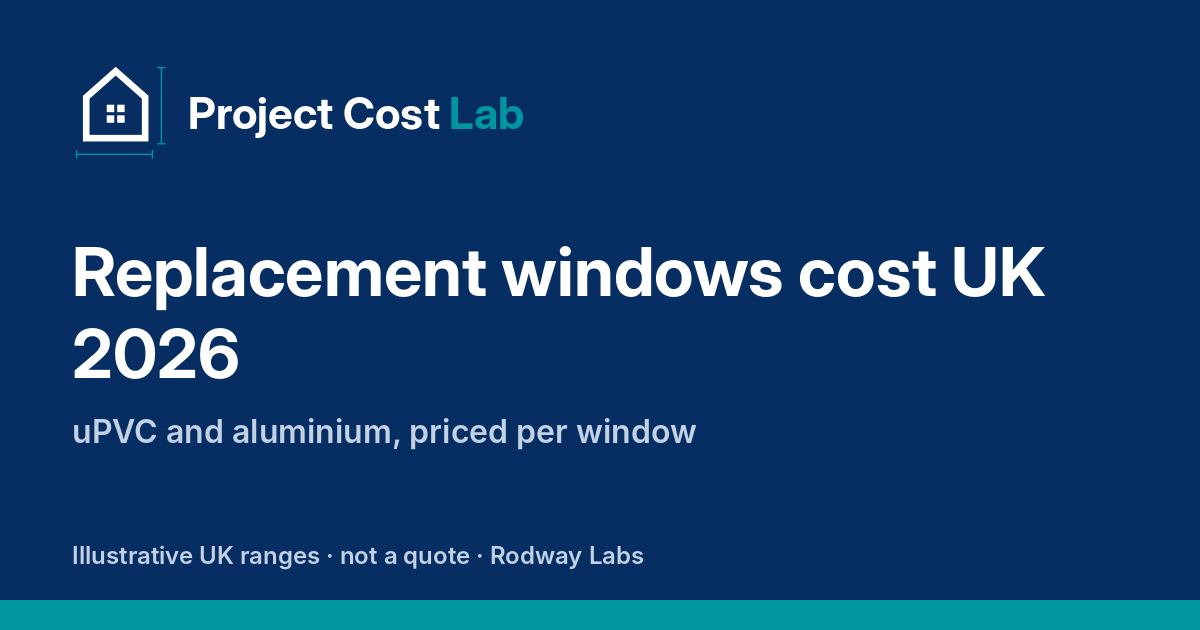 Project Cost Lab
Replacement windows cost UK
2026
uPVC and aluminium, priced per window
Illustrative UK ranges · not a quote · Rodway Labs